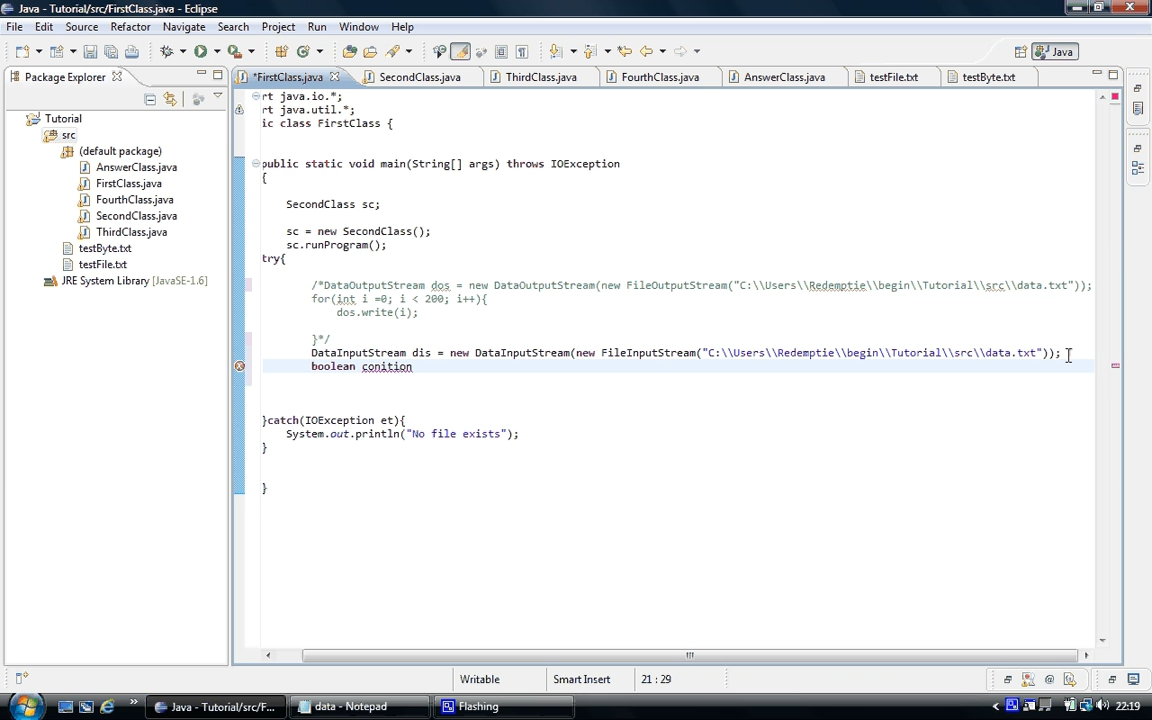 Java - Tutorial/src/FirstClass.java - Eclipse
File Edit Source Refactor Navigate Search Project Run Window Help
Java
Package Explorer
*FirstClass.java SecondClass.java ThirdClass.java FourthClass.java AnswerClass.java testFile.txt testByte.txt
Tutorial
src
(default package)
AnswerClass.java
FirstClass.java
FourthClass.java
SecondClass.java
ThirdClass.java
testByte.txt
testFile.txt
JRE System Library [JavaSE-1.6]
rt java.io.*;
rt java.util.*;
ic class FirstClass {
public static void main(String[] args) throws IOException
{
SecondClass sc;
sc = new SecondClass();
sc.runProgram();
try{
/*DataOutputStream dos = new DataOutputStream(new FileOutputStream("C:\\Users\\Redemptie\\begin\\Tutorial\\src\\data.txt"));
for(int i =0; i < 200; i++){
dos.write(i);
}*/
DataInputStream dis = new DataInputStream(new FileInputStream("C:\\Users\\Redemptie\\begin\\Tutorial\\src\\data.txt"));
boolean conition
}catch(IOException et){
System.out.println("No file exists");
}
}
Writable Smart Insert 21 : 29
Java - Tutorial/src/F... data - Notepad Flashing 22:19